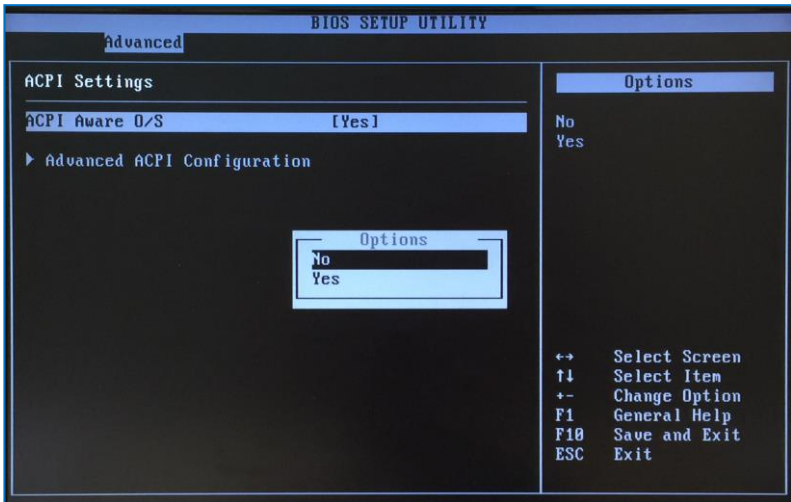 BIOS SETUP UTILITY
Advanced
ACPI Settings
ACPI Aware O/S [Yes]
▶ Advanced ACPI Configuration
Options
No
Yes
Options
No
Yes
←→ Select Screen
↑↓ Select Item
+- Change Option
F1 General Help
F10 Save and Exit
ESC Exit